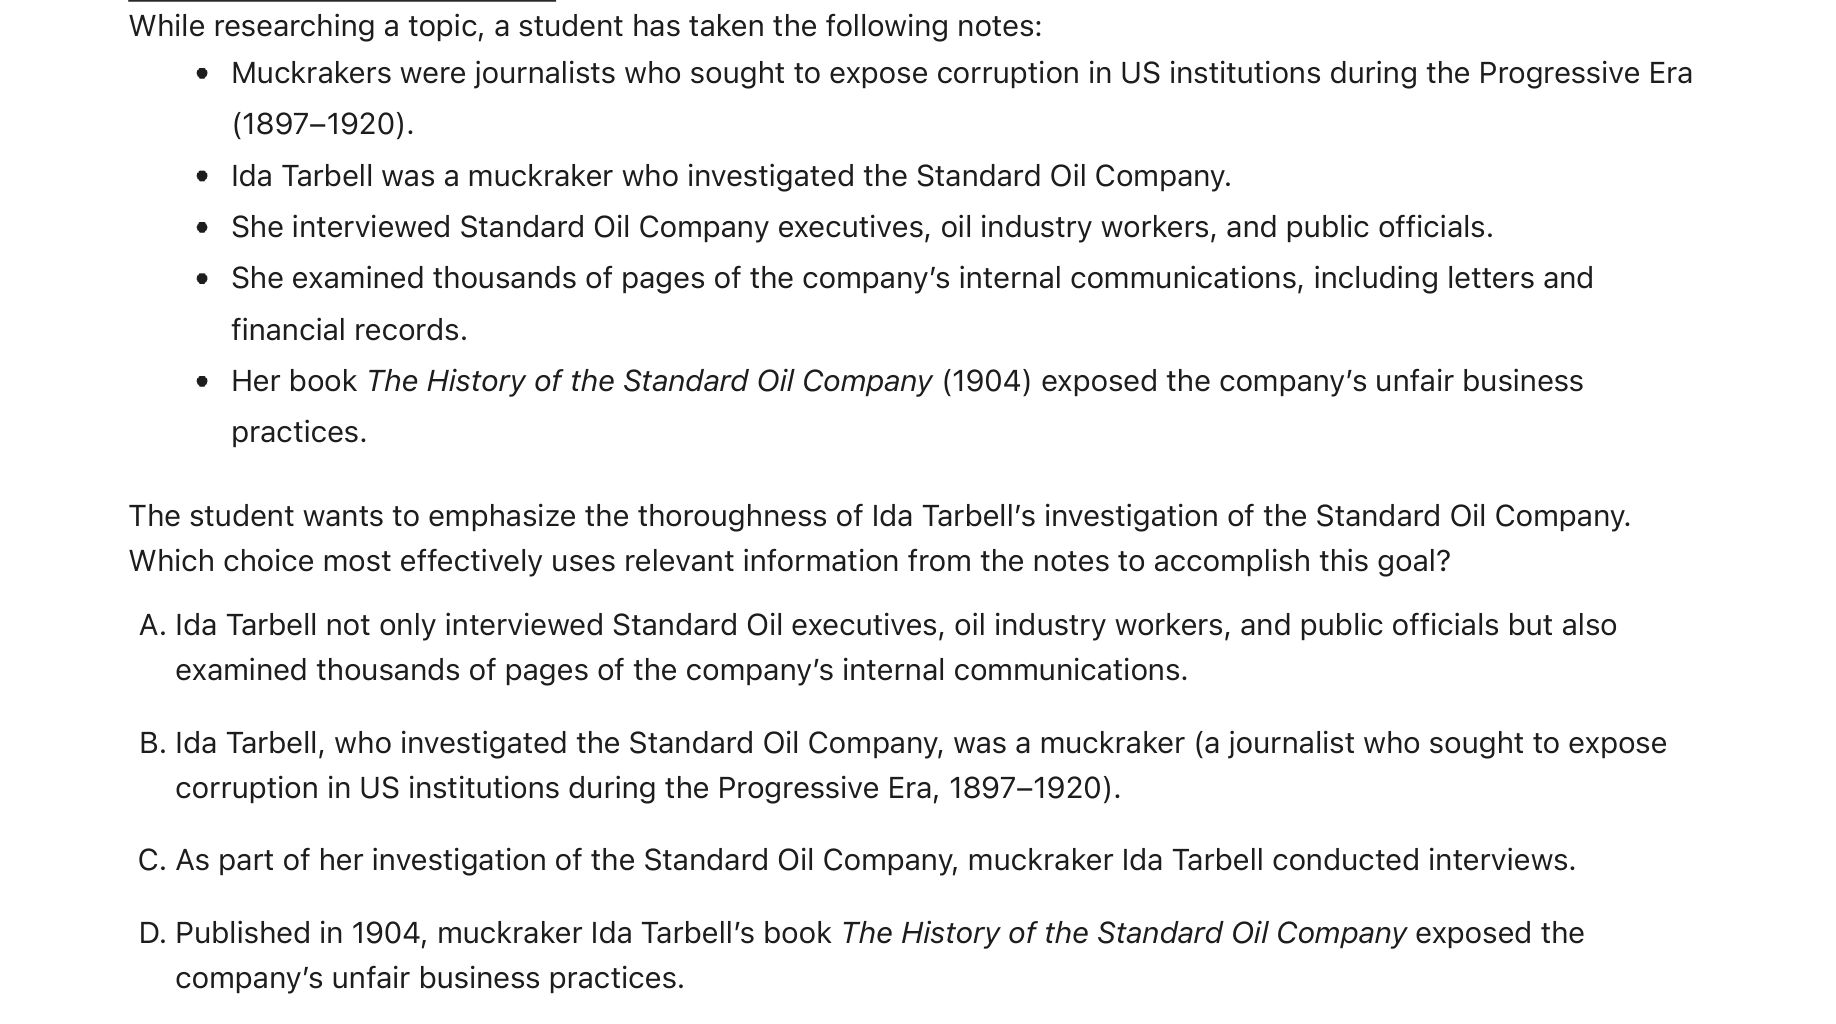 While researching a topic, a student has taken the following notes:
• Muckrakers were journalists who sought to expose corruption in US institutions during the Progressive Era
(1897–1920).
• Ida Tarbell was a muckraker who investigated the Standard Oil Company.
• She interviewed Standard Oil Company executives, oil industry workers, and public officials.
• She examined thousands of pages of the company’s internal communications, including letters and
financial records.
• Her book The History of the Standard Oil Company (1904) exposed the company’s unfair business
practices.
The student wants to emphasize the thoroughness of Ida Tarbell’s investigation of the Standard Oil Company.
Which choice most effectively uses relevant information from the notes to accomplish this goal?
A. Ida Tarbell not only interviewed Standard Oil executives, oil industry workers, and public officials but also
examined thousands of pages of the company’s internal communications.
B. Ida Tarbell, who investigated the Standard Oil Company, was a muckraker (a journalist who sought to expose
corruption in US institutions during the Progressive Era, 1897–1920).
C. As part of her investigation of the Standard Oil Company, muckraker Ida Tarbell conducted interviews.
D. Published in 1904, muckraker Ida Tarbell’s book The History of the Standard Oil Company exposed the
company’s unfair business practices.